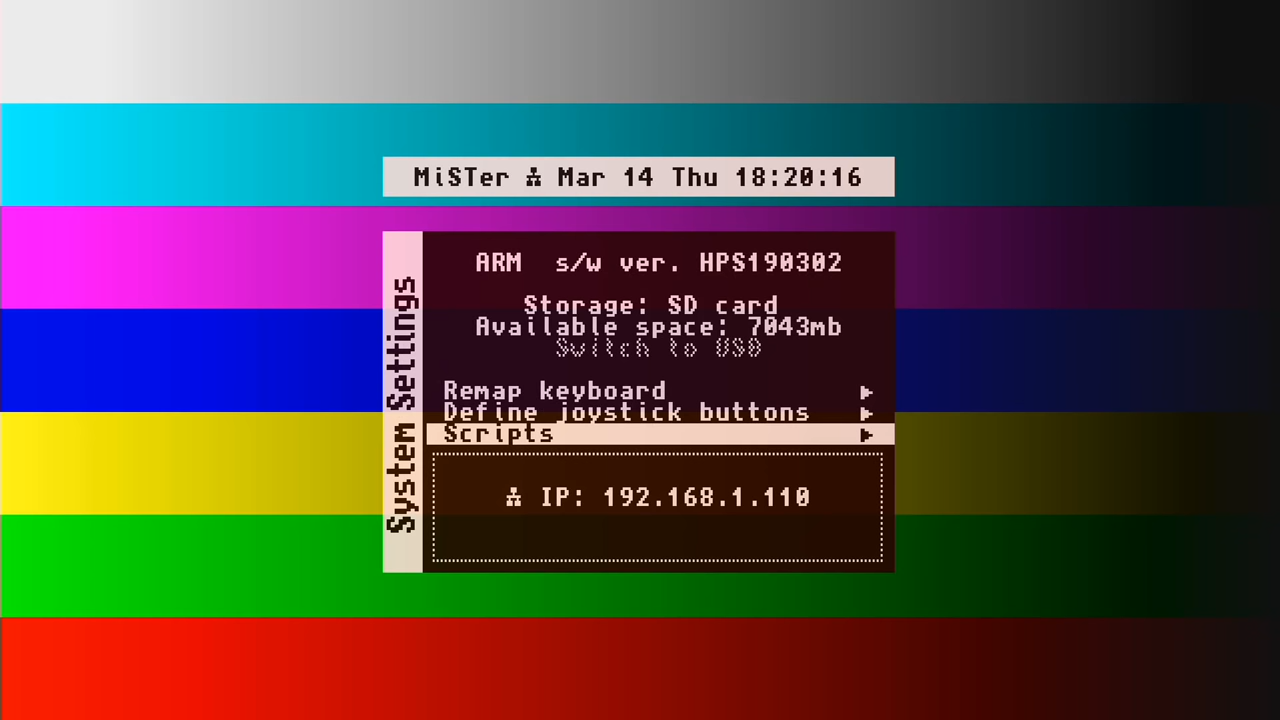 MiSTer Mar 14 Thu 18:20:16
System Settings
ARM s/w ver. HPS190302
Storage: SD card
Available space: 7043mb
Switch to USB
Remap keyboard
Define joystick buttons
Scripts
IP: 192.168.1.110